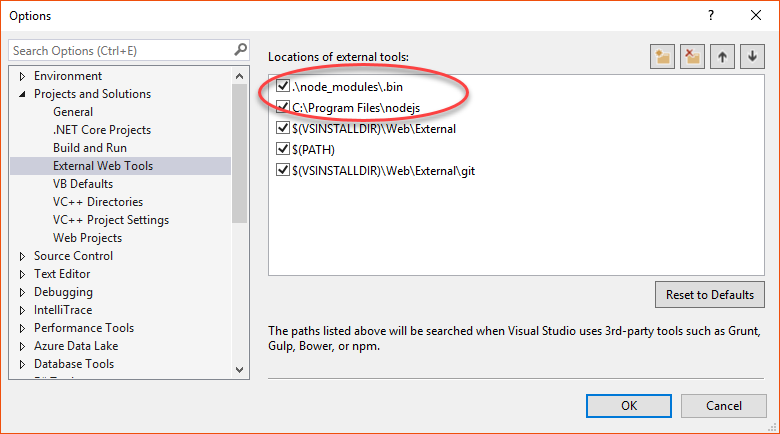 Options
Search Options (Ctrl+E)
Environment
Projects and Solutions
General
.NET Core Projects
Build and Run
External Web Tools
VB Defaults
VC++ Directories
VC++ Project Settings
Web Projects
Source Control
Text Editor
Debugging
IntelliTrace
Performance Tools
Azure Data Lake
Database Tools
Locations of external tools:
.\node_modules\.bin
C:\Program Files\nodejs
$(VSINSTALLDIR)\Web\External
$(PATH)
$(VSINSTALLDIR)\Web\External\git
Reset to Defaults
The paths listed above will be searched when Visual Studio uses 3rd-party tools such as Grunt,
Gulp, Bower, or npm.
OK
Cancel